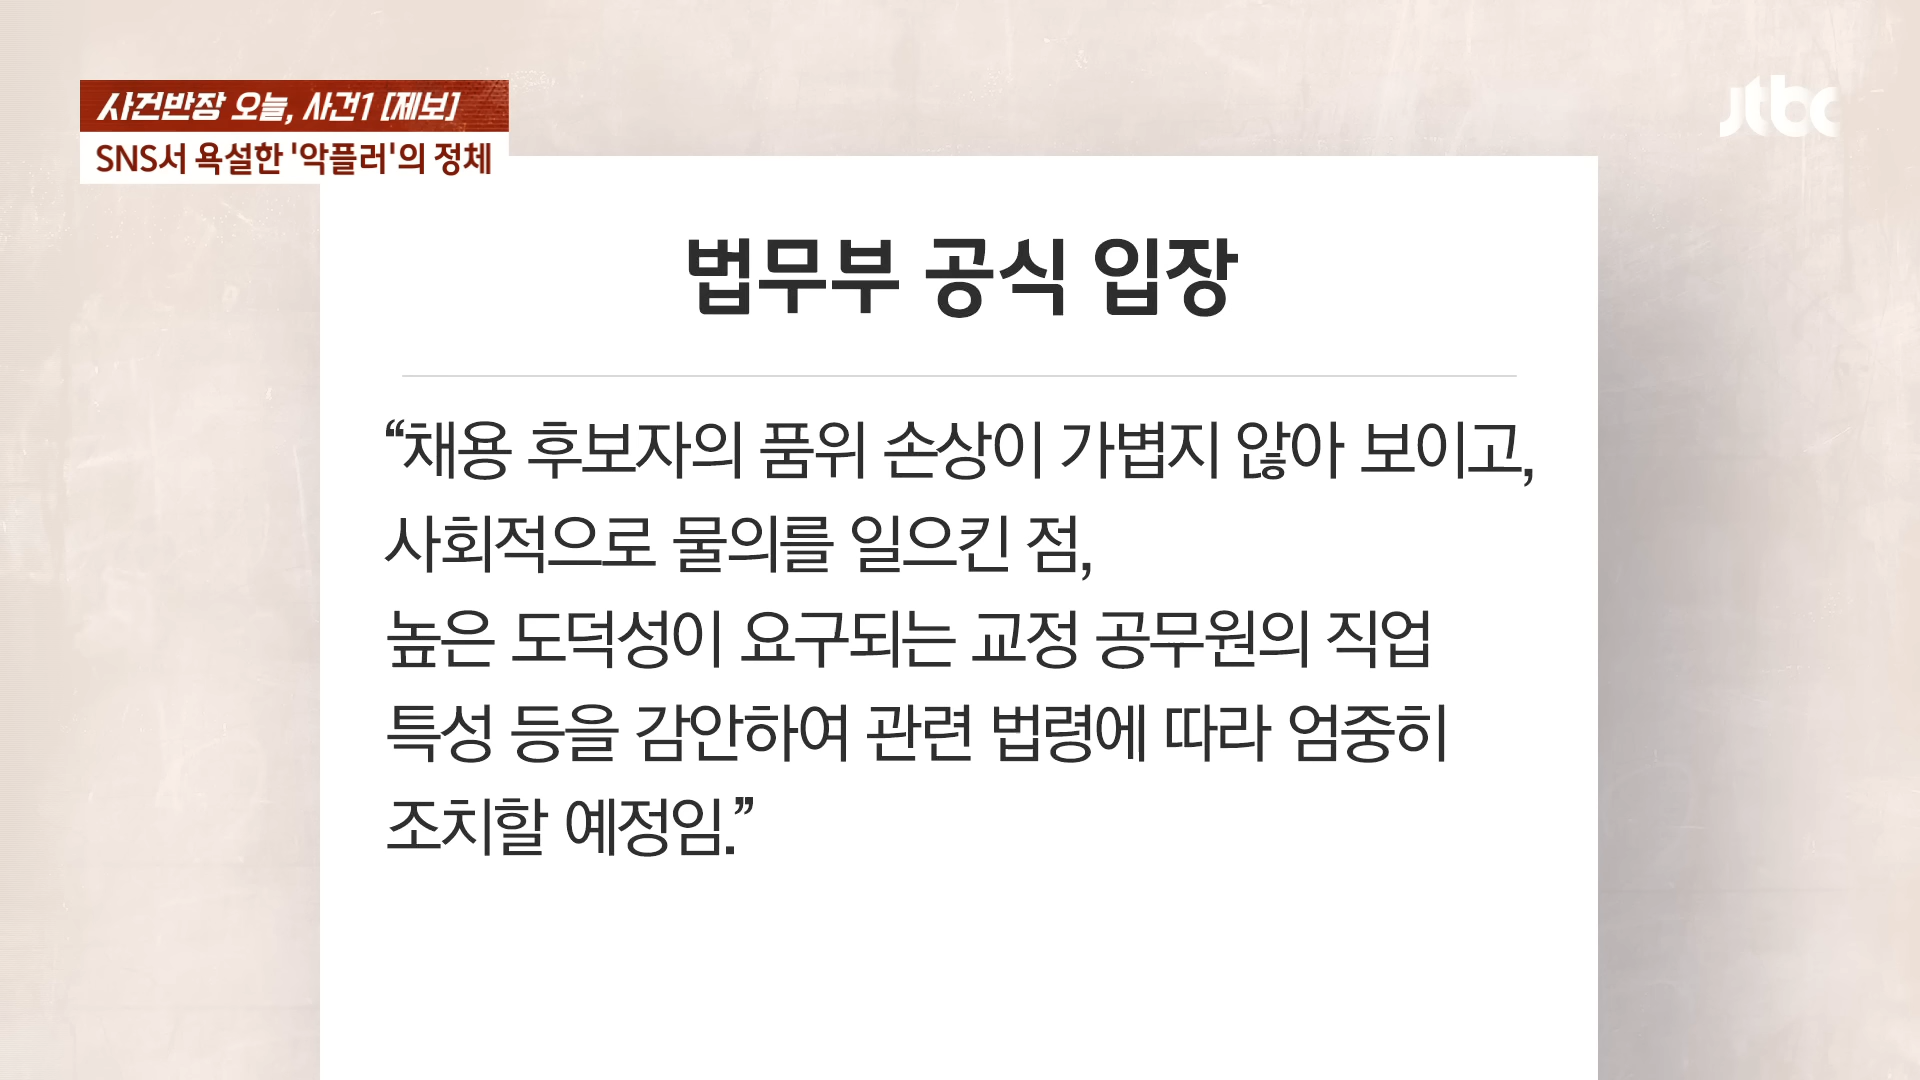 사건반장 오늘, 사건1 [제보]
jtbc
SNS서 욕설한 '악플러'의 정체
법무부 공식 입장
“채용 후보자의 품위 손상이 가볍지 않아 보이고,
사회적으로 물의를 일으킨 점,
높은 도덕성이 요구되는 교정 공무원의 직업
특성 등을 감안하여 관련 법령에 따라 엄중히
조치할 예정임.”